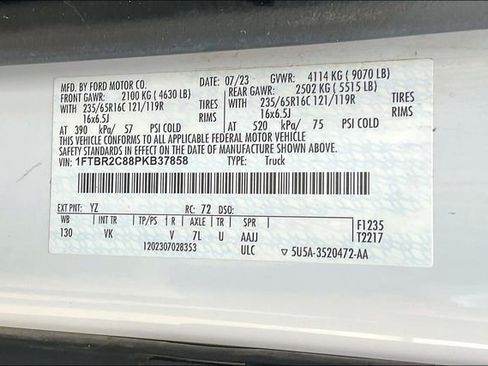 MFD. BY FORD MOTOR CO.
DATE: 07/23 GVWR: 4114 KG ( 9070 LB)
FRONT GAWR: 2100 KG ( 4630 LB)
REAR GAWR: 2502 KG ( 5515 LB)
WITH 235/65R16C 121/119R TIRES
WITH 235/65R16C 121/119R TIRES
16x6.5J RIMS
16x6.5J RIMS
AT 390 kPa/ 57 PSI COLD
AT 520 kPa/ 75 PSI COLD
THIS VEHICLE CONFORMS TO ALL APPLICABLE FEDERAL MOTOR VEHICLE
SAFETY STANDARDS IN EFFECT ON THE DATE OF MANUFACTURE SHOWN ABOVE.
VIN: 1FTBR2C88PKB37858 TYPE: Truck
EXT PNT: YZ RC: 72 DSO:
WB INT TR TP/PS R AXLE TR SPR
130 VK V 7L U AAJJ
1202307028353 ULC
F1235
T2217
5U5A-3520472-AA